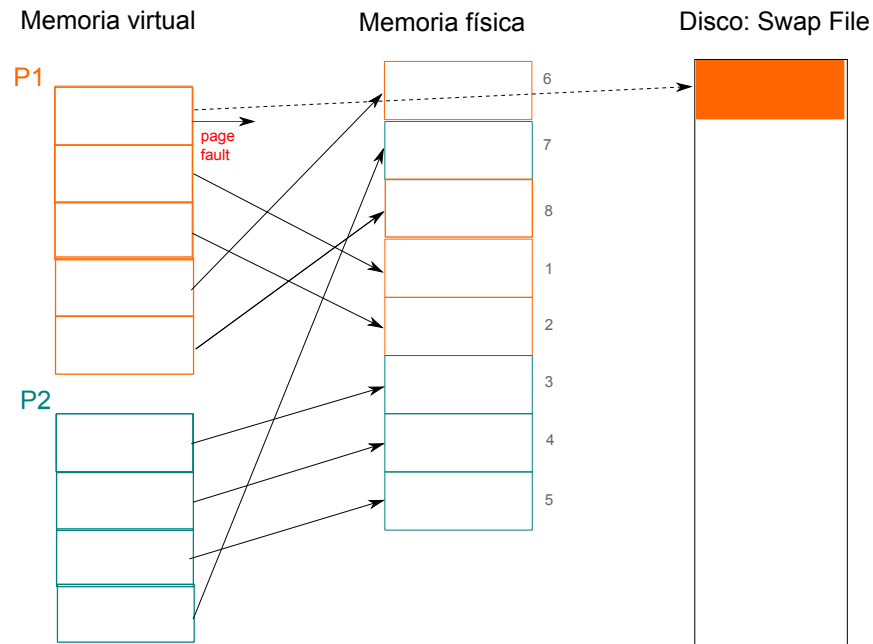 Memoria virtual
Memoria física
Disco: Swap File
P1
page
fault
6
7
8
1
2
3
4
5
P2